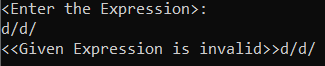 <Enter the Expression>:
d/d/
<<Given Expression is invalid>>d/d/